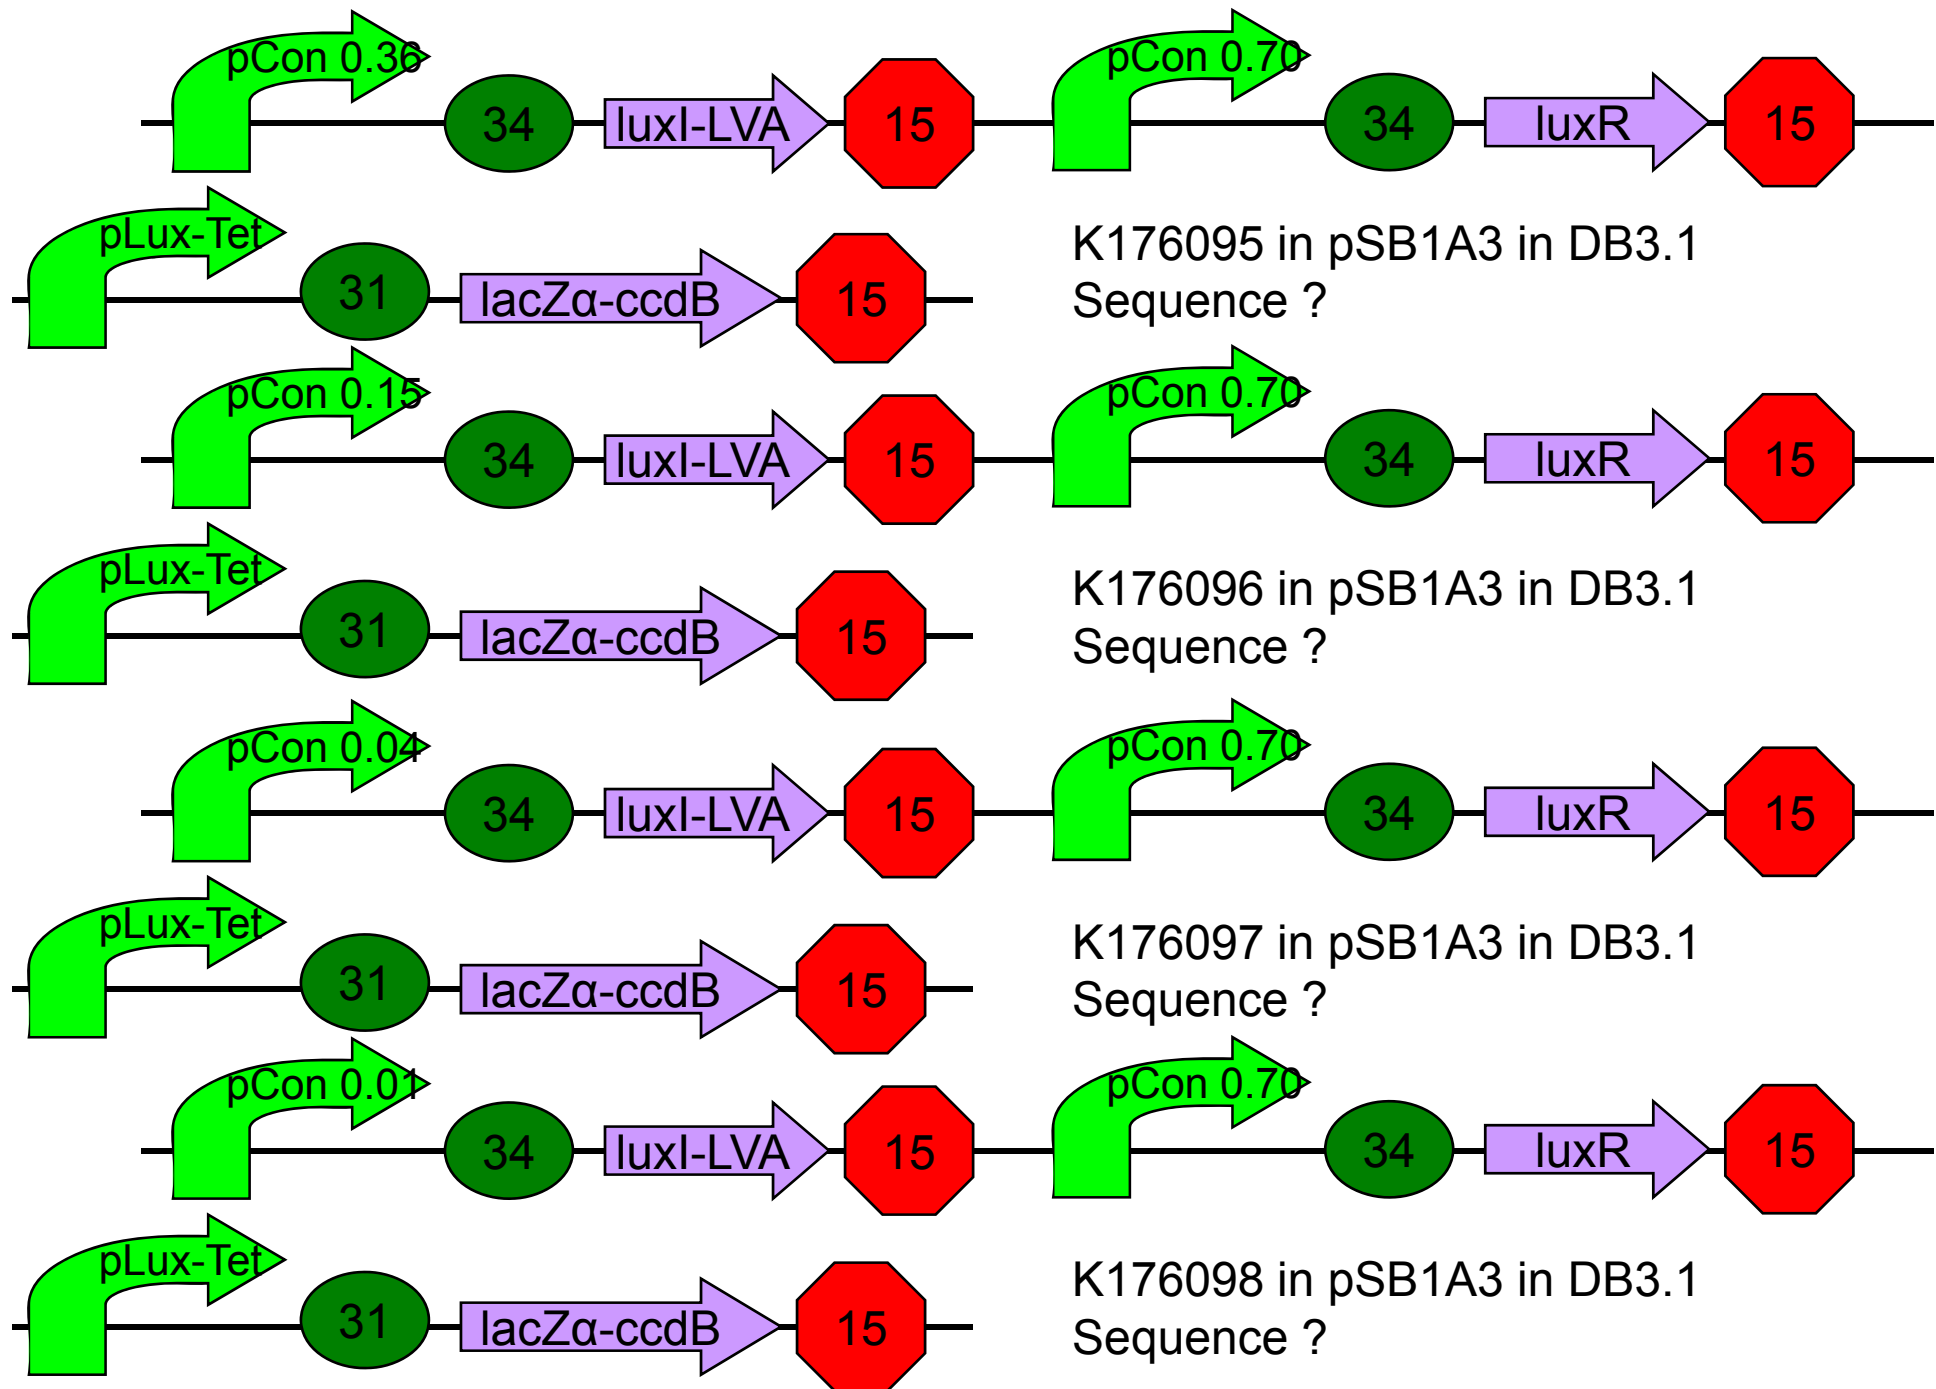 pCon 0.36 34 luxI-LVA 15 pCon 0.70 34 luxR 15
pLux-Tet 31 lacZα-ccdB 15
K176095 in pSB1A3 in DB3.1
Sequence ?
pCon 0.15 34 luxI-LVA 15 pCon 0.70 34 luxR 15
pLux-Tet 31 lacZα-ccdB 15
K176096 in pSB1A3 in DB3.1
Sequence ?
pCon 0.04 34 luxI-LVA 15 pCon 0.70 34 luxR 15
pLux-Tet 31 lacZα-ccdB 15
K176097 in pSB1A3 in DB3.1
Sequence ?
pCon 0.01 34 luxI-LVA 15 pCon 0.70 34 luxR 15
pLux-Tet 31 lacZα-ccdB 15
K176098 in pSB1A3 in DB3.1
Sequence ?